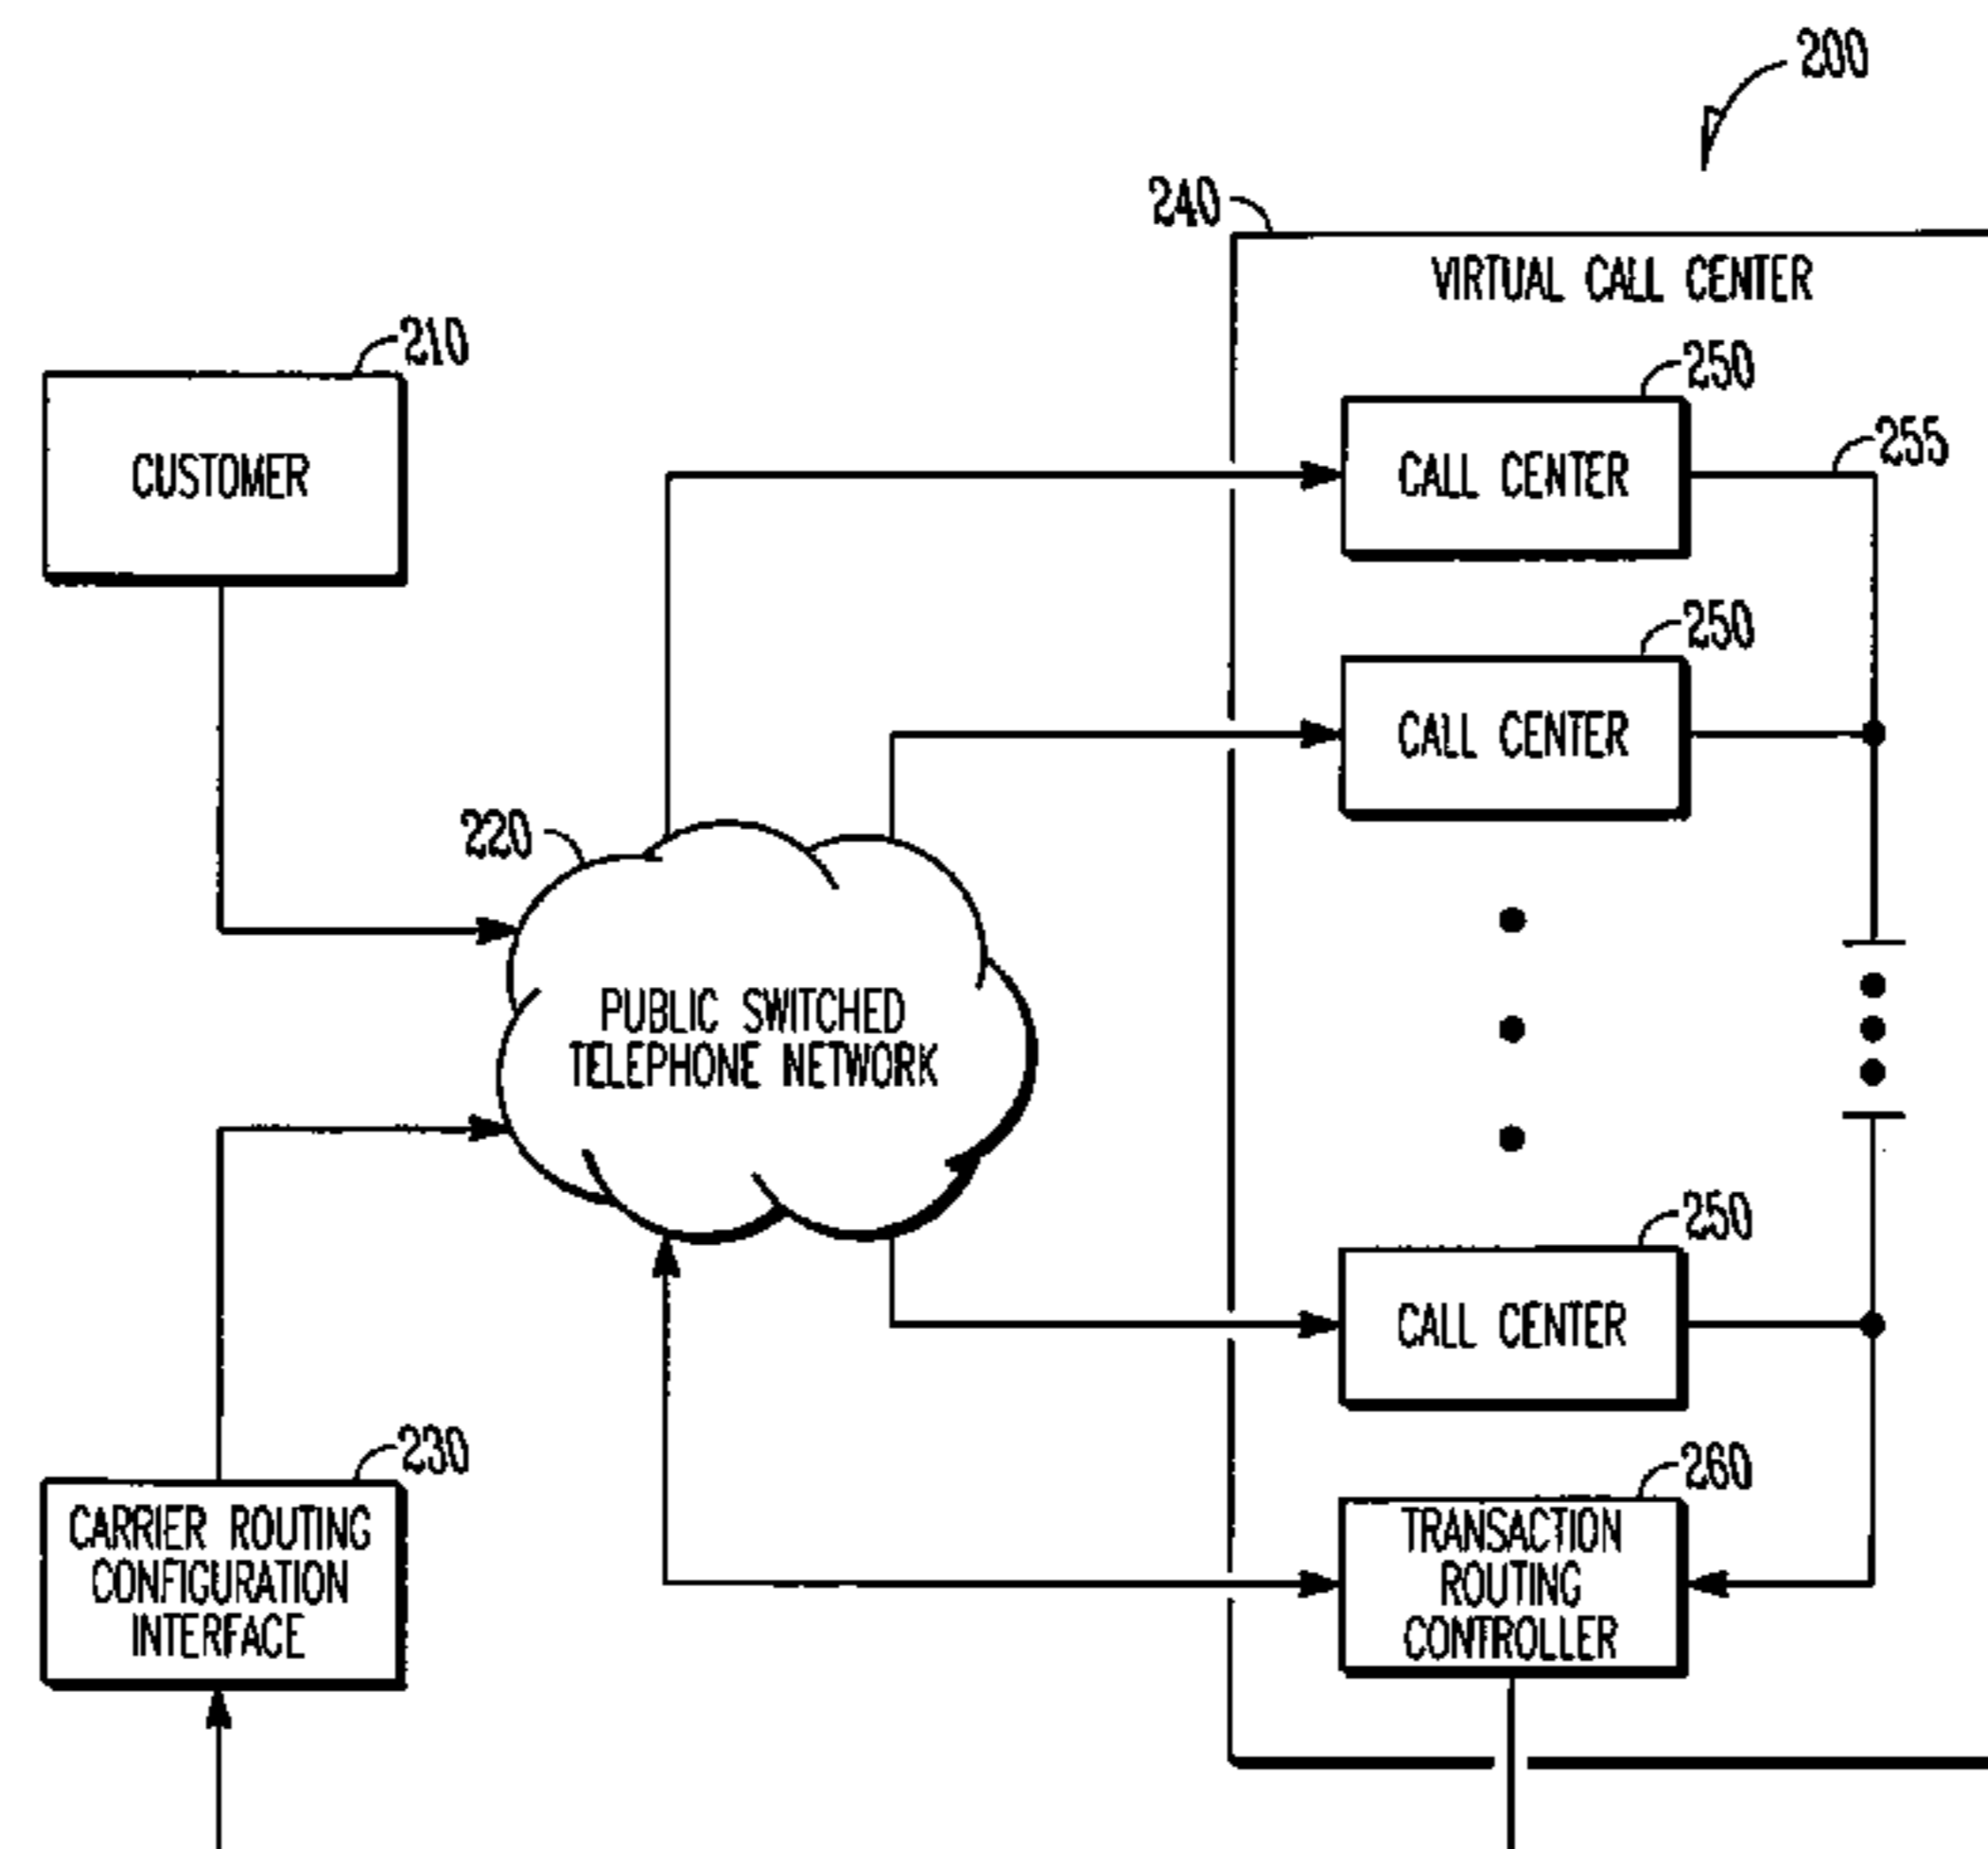 200
240
VIRTUAL CALL CENTER
210
CUSTOMER
250
CALL CENTER
255
250
CALL CENTER
220
PUBLIC SWITCHED
TELEPHONE NETWORK
250
CALL CENTER
230
CARRIER ROUTING
CONFIGURATION
INTERFACE
260
TRANSACTION
ROUTING
CONTROLLER